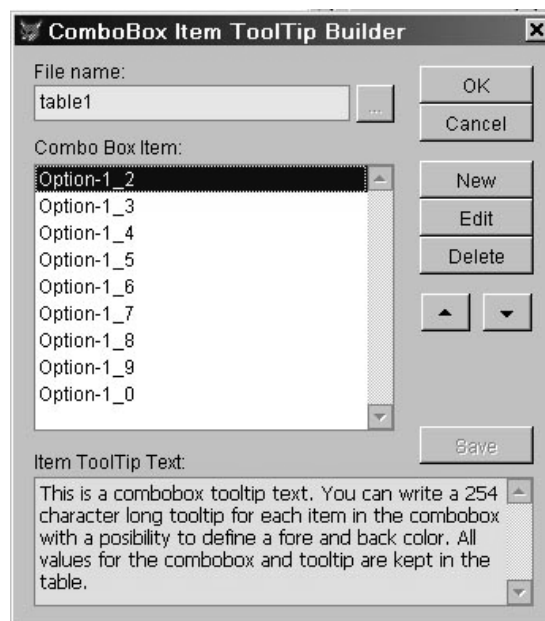 ComboBox Item ToolTip Builder
File name:
table1
...
OK
Cancel
Combo Box Item:
Option-1_2
Option-1_3
Option-1_4
Option-1_5
Option-1_6
Option-1_7
Option-1_8
Option-1_9
Option-1_0
New
Edit
Delete
Save
Item ToolTip Text:
This is a combobox tooltip text. You can write a 254
character long tooltip for each item in the combobox
with a posibility to define a fore and back color. All
values for the combobox and tooltip are kept in the
table.